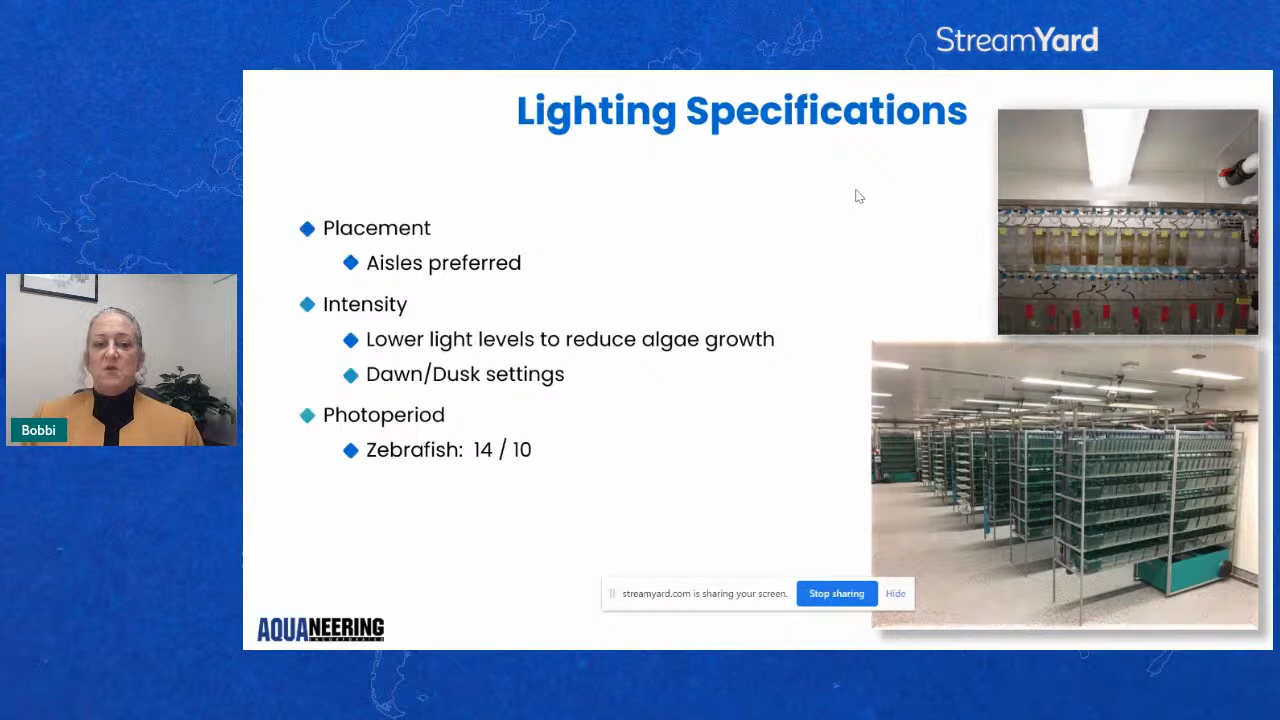 StreamYard
Lighting Specifications
Placement
Aisles preferred
Intensity
Lower light levels to reduce algae growth
Dawn/Dusk settings
Photoperiod
Zebrafish: 14 / 10
Bobbi
streamyard.com is sharing your screen.
Stop sharing
Hide
AQUANEERING
INCORPORATED